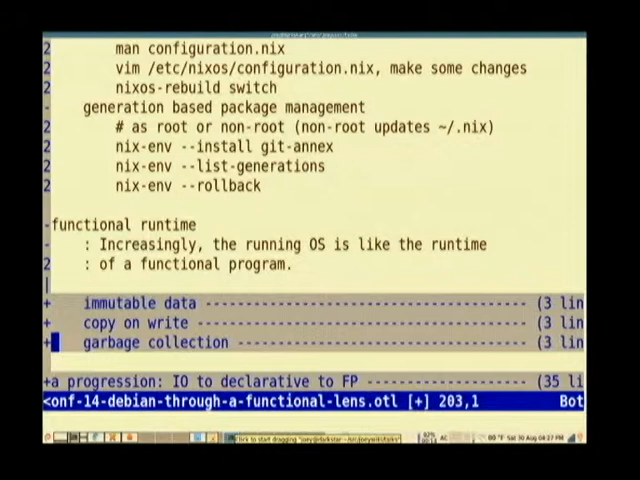 2 man configuration.nix
2 vim /etc/nixos/configuration.nix, make some changes
2 nixos-rebuild switch
- generation based package management
2 # as root or non-root (non-root updates ~/.nix)
2 nix-env --install git-annex
2 nix-env --list-generations
2 nix-env --rollback
-functional runtime
- : Increasingly, the running OS is like the runtime
2 : of a functional program.
|
+ immutable data ---------------------------------------- (3 lin
+ copy on write ----------------------------------------- (3 lin
+ garbage collection ------------------------------------ (3 lin
+a progression: IO to declarative to FP -------------------- (35 li
<onf-14-debian-through-a-functional-lens.otl [+] 203,1 Bot
Sat 30 Aug